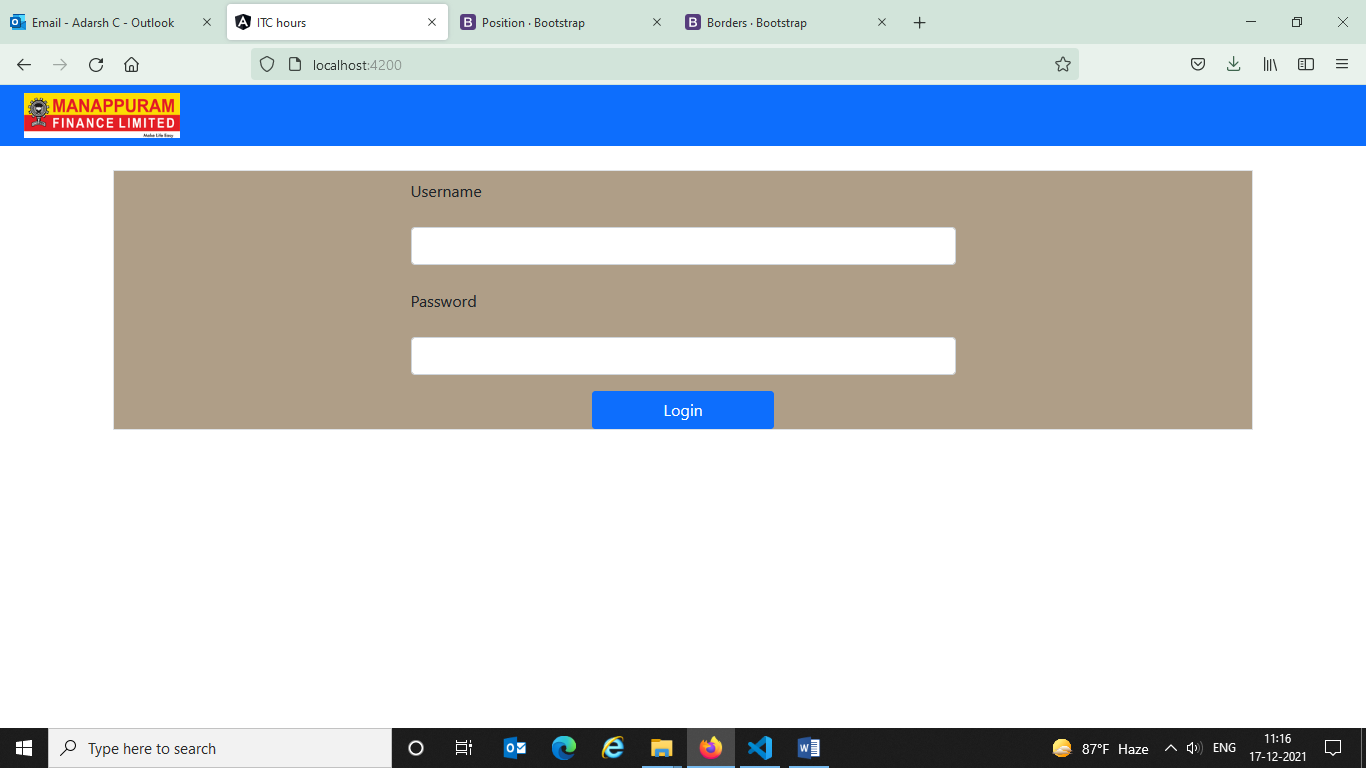 Email - Adarsh C - Outlook
ITC hours
Position · Bootstrap
Borders · Bootstrap
localhost:4200
MANAPPURAM
FINANCE LIMITED
Make Life Easy
Username
Password
Login
Type here to search
87°F Haze
ENG
11:16
17-12-2021